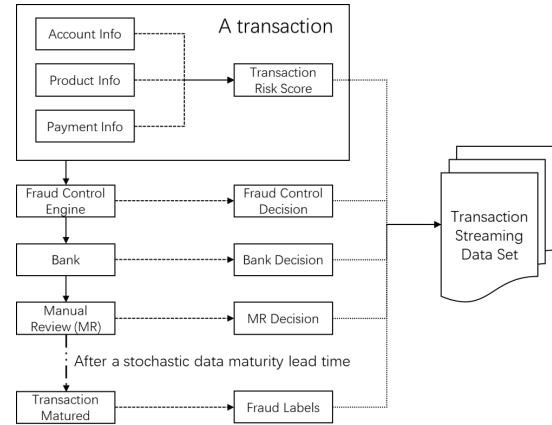 A transaction
Account Info
Product Info
Payment Info
Transaction
Risk Score
Fraud Control
Engine
Fraud Control
Decision
Bank
Bank Decision
Manual
Review (MR)
MR Decision
After a stochastic data maturity lead time
Transaction
Matured
Fraud Labels
Transaction
Streaming
Data Set